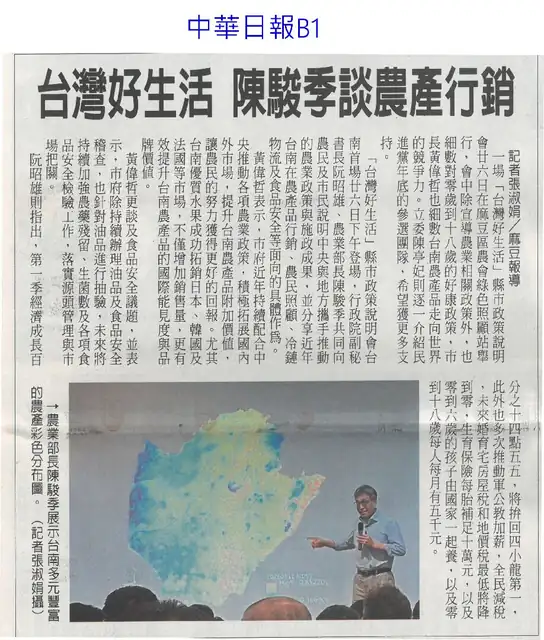 中華日報B1
台灣好生活 陳駿季談農產行銷
記者張淑娟／麻豆報導
一場「台灣好生活」縣市政策說明
會廿六日在麻豆區農會綠色照顧站舉
行，會中除宣導農業相關政策外，也
細數對零歲到十八歲的好康政策，市
長黃偉哲也細數台南農產品走向世界
的競爭力。立委陳亭妃則逐一介紹民
進黨年底的參選團隊，希望獲更多支
持。
「台灣好生活」縣市政策說明會台
南首場廿六日下午登場，行政院副秘
書長阮昭雄、農業部長陳駿季共同向
農民及市民說明中央與地方攜手推動
的農業政策與施政成果，並分享近年
台南在農產品行銷、農民照顧、冷鏈
物流及食品安全等面向的具體作為。
黃偉哲表示，市府近年持續配合中
央推動各項農業政策，積極拓展國內
外市場，提升台南農產品附加價值，
讓農民的努力獲得更好的回報。尤其
台南優質水果成功拓銷日本、韓國及
法國等市場，不僅增加銷售量，更有
效提升台南農產品的國際能見度與品
牌價值。
黃偉哲更談及食品安全議題，並表
示，市府除持續辦理油品及食品安全
稽查，也針對油品進行抽驗，未來將
持續加強農藥殘留、生菌數及各項食
品安全檢驗工作，落實源頭管理與市
場把關。
阮昭雄則指出，第一季經濟成長百
分之十四點五五，將拚回四小龍第一，
此外也多次推動軍公教加薪，全民減稅
，未來婚育宅房屋稅和地價稅最低將降
到零，生育保險每胎補足十萬元，以及
零到六歲的孩子由國家一起養，以及零
到十八歲每人每月有五千元。
→農業部長陳駿季展示台南多元豐富
的農產彩色分布圖。（記者張淑娟攝）